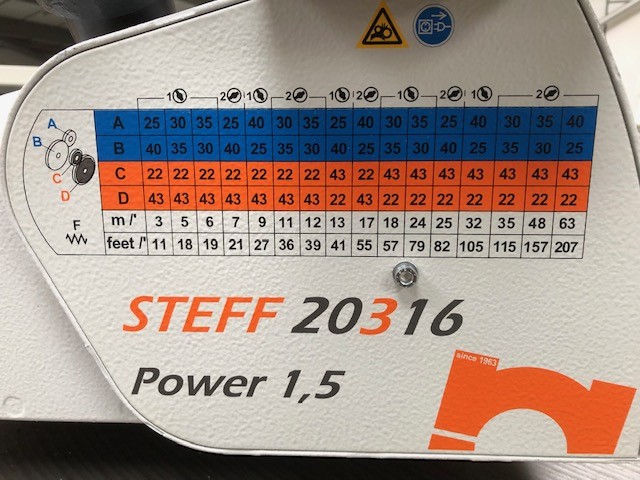 1 2 1 2 1 2 1 2 1 2
A 25 30 35 25 40 30 35 25 40 30 35 25 40 30 35 40
B 40 35 30 40 25 35 30 40 25 35 30 40 25 35 30 25
C 22 22 22 22 22 22 22 43 22 43 43 43 43 43 43 43
D 43 43 43 43 43 43 43 22 43 22 22 22 22 22 22 22
F m /' 3 5 6 7 9 11 12 13 17 18 24 25 32 35 48 63
feet /' 11 18 19 21 27 36 39 41 55 57 79 82 105 115 157 207
A
B
C
D
STEFF 20316
Power 1,5
since 1963